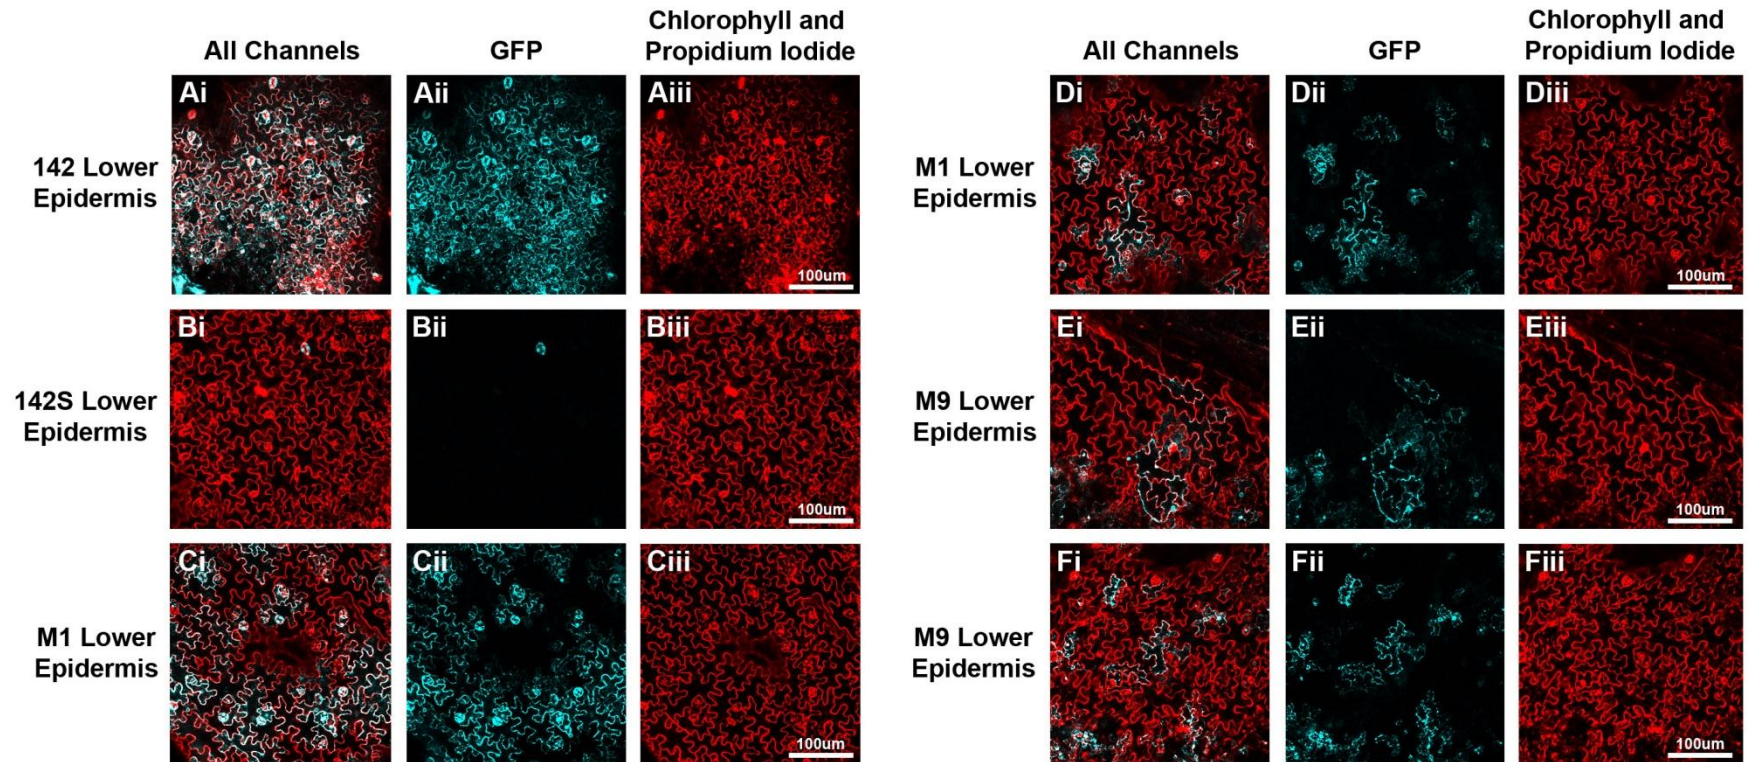 Chlorophyll and
All Channels GFP Propidium Iodide
Chlorophyll and
All Channels GFP Propidium Iodide
142 Lower
Epidermis
Ai Aii Aiii
100um
142S Lower
Epidermis
Bi Bii Biii
100um
M1 Lower
Epidermis
Ci Cii Ciii
100um
M1 Lower
Epidermis
Di Dii Diii
100um
M9 Lower
Epidermis
Ei Eii Eiii
100um
M9 Lower
Epidermis
Fi Fii Fiii
100um